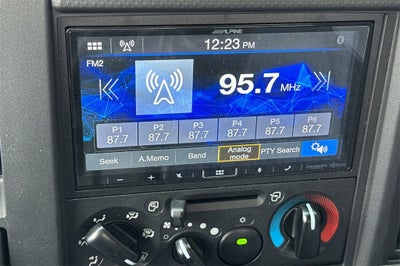 ALPINE
12:23 PM
FM2
95.7 MHz
P1 P2 P3 P4 P5 P6
87.7 87.7 87.7 87.7 87.7 87.7
Seek A.Memo Band Analog mode PTY Search